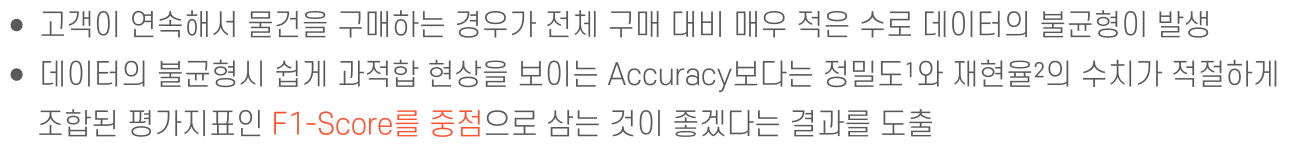 • 고객이 연속해서 물건을 구매하는 경우가 전체 구매 대비 매우 적은 수로 데이터의 불균형이 발생
• 데이터의 불균형시 쉽게 과적합 현상을 보이는 Accuracy보다는 정밀도¹와 재현율²의 수치가 적절하게
조합된 평가지표인 F1-Score를 중점으로 삼는 것이 좋겠다는 결과를 도출